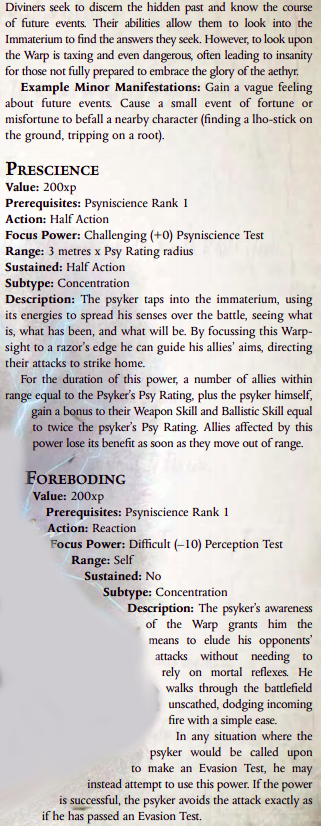 Diviners seek to discern the hidden past and know the course
of future events. Their abilities allow them to look into the
Immaterium to find the answers they seek. However, to look upon
the Warp is taxing and even dangerous, often leading to insanity
for those not fully prepared to embrace the glory of the aethyr.
Example Minor Manifestations: Gain a vague feeling
about future events. Cause a small event of fortune or
misfortune to befall a nearby character (finding a lho-stick on
the ground, tripping on a root).
PRESCIENCE
Value: 200xp
Prerequisites: Psyniscience Rank 1
Action: Half Action
Focus Power: Challenging (+0) Psyniscience Test
Range: 3 metres x Psy Rating radius
Sustained: Half Action
Subtype: Concentration
Description: The psyker taps into the immaterium, using
its energies to spread his senses over the battle, seeing what
is, what has been, and what will be. By focussing this Warp-
sight to a razor's edge he can guide his allies' aims, directing
their attacks to strike home.
For the duration of this power, a number of allies within
range equal to the Psyker's Psy Rating, plus the psyker himself,
gain a bonus to their Weapon Skill and Ballistic Skill equal
to twice the psyker's Psy Rating. Allies affected by this
power lose its benefit as soon as they move out of range.
FOREBODING
Value: 200xp
Prerequisites: Psyniscience Rank 1
Action: Reaction
Focus Power: Difficult (–10) Perception Test
Range: Self
Sustained: No
Subtype: Concentration
Description: The psyker's awareness
of the Warp grants him the
means to elude his opponents'
attacks without needing to
rely on mortal reflexes. He
walks through the battlefield
unscathed, dodging incoming
fire with a simple ease.
In any situation where the
psyker would be called upon
to make an Evasion Test, he may
instead attempt to use this power. If the power
is successful, the psyker avoids the attack exactly as
if he has passed an Evasion Test.